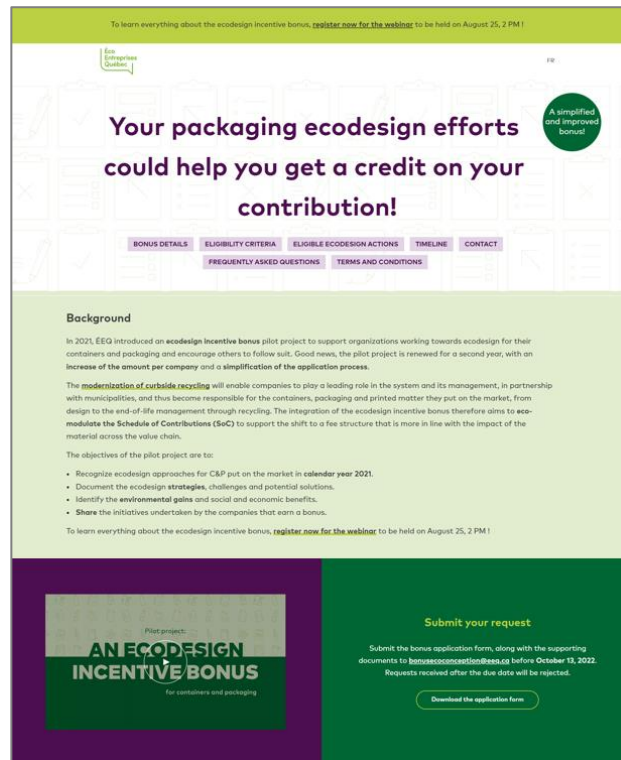 To learn everything about the ecodesign incentive bonus, register now for the webinar to be held on August 25, 2 PM !
Éco
Entreprises
Québec
FR
A simplified
and improved
bonus!
Your packaging ecodesign efforts
could help you get a credit on your
contribution!
BONUS DETAILS ELIGIBILITY CRITERIA ELIGIBLE ECODESIGN ACTIONS TIMELINE CONTACT
FREQUENTLY ASKED QUESTIONS TERMS AND CONDITIONS
Background
In 2021, ÉEQ introduced an ecodesign incentive bonus pilot project to support organizations working towards ecodesign for their
containers and packaging and encourage others to follow suit. Good news, the pilot project is renewed for a second year, with an
increase of the amount per company and a simplification of the application process.
The modernization of curbside recycling will enable companies to play a leading role in the system and its management, in partnership
with municipalities, and thus become responsible for the containers, packaging and printed matter they put on the market, from
design to the end-of-life management through recycling. The integration of the ecodesign incentive bonus therefore aims to eco-
modulate the Schedule of Contributions (SoC) to support the shift to a fee structure that is more in line with the impact of the
material across the value chain.
The objectives of the pilot project are to:
• Recognize ecodesign approaches for C&P put on the market in calendar year 2021.
• Document the ecodesign strategies, challenges and potential solutions.
• Identify the environmental gains and social and economic benefits.
• Share the initiatives undertaken by the companies that earn a bonus.
To learn everything about the ecodesign incentive bonus, register now for the webinar to be held on August 25, 2 PM !
Pilot project:
AN ECODESIGN
INCENTIVE BONUS
for containers and packaging
Submit your request
Submit the bonus application form, along with the supporting
documents to bonusecoconception@eeq.ca before October 13, 2022.
Requests received after the due date will be rejected.
Download the application form